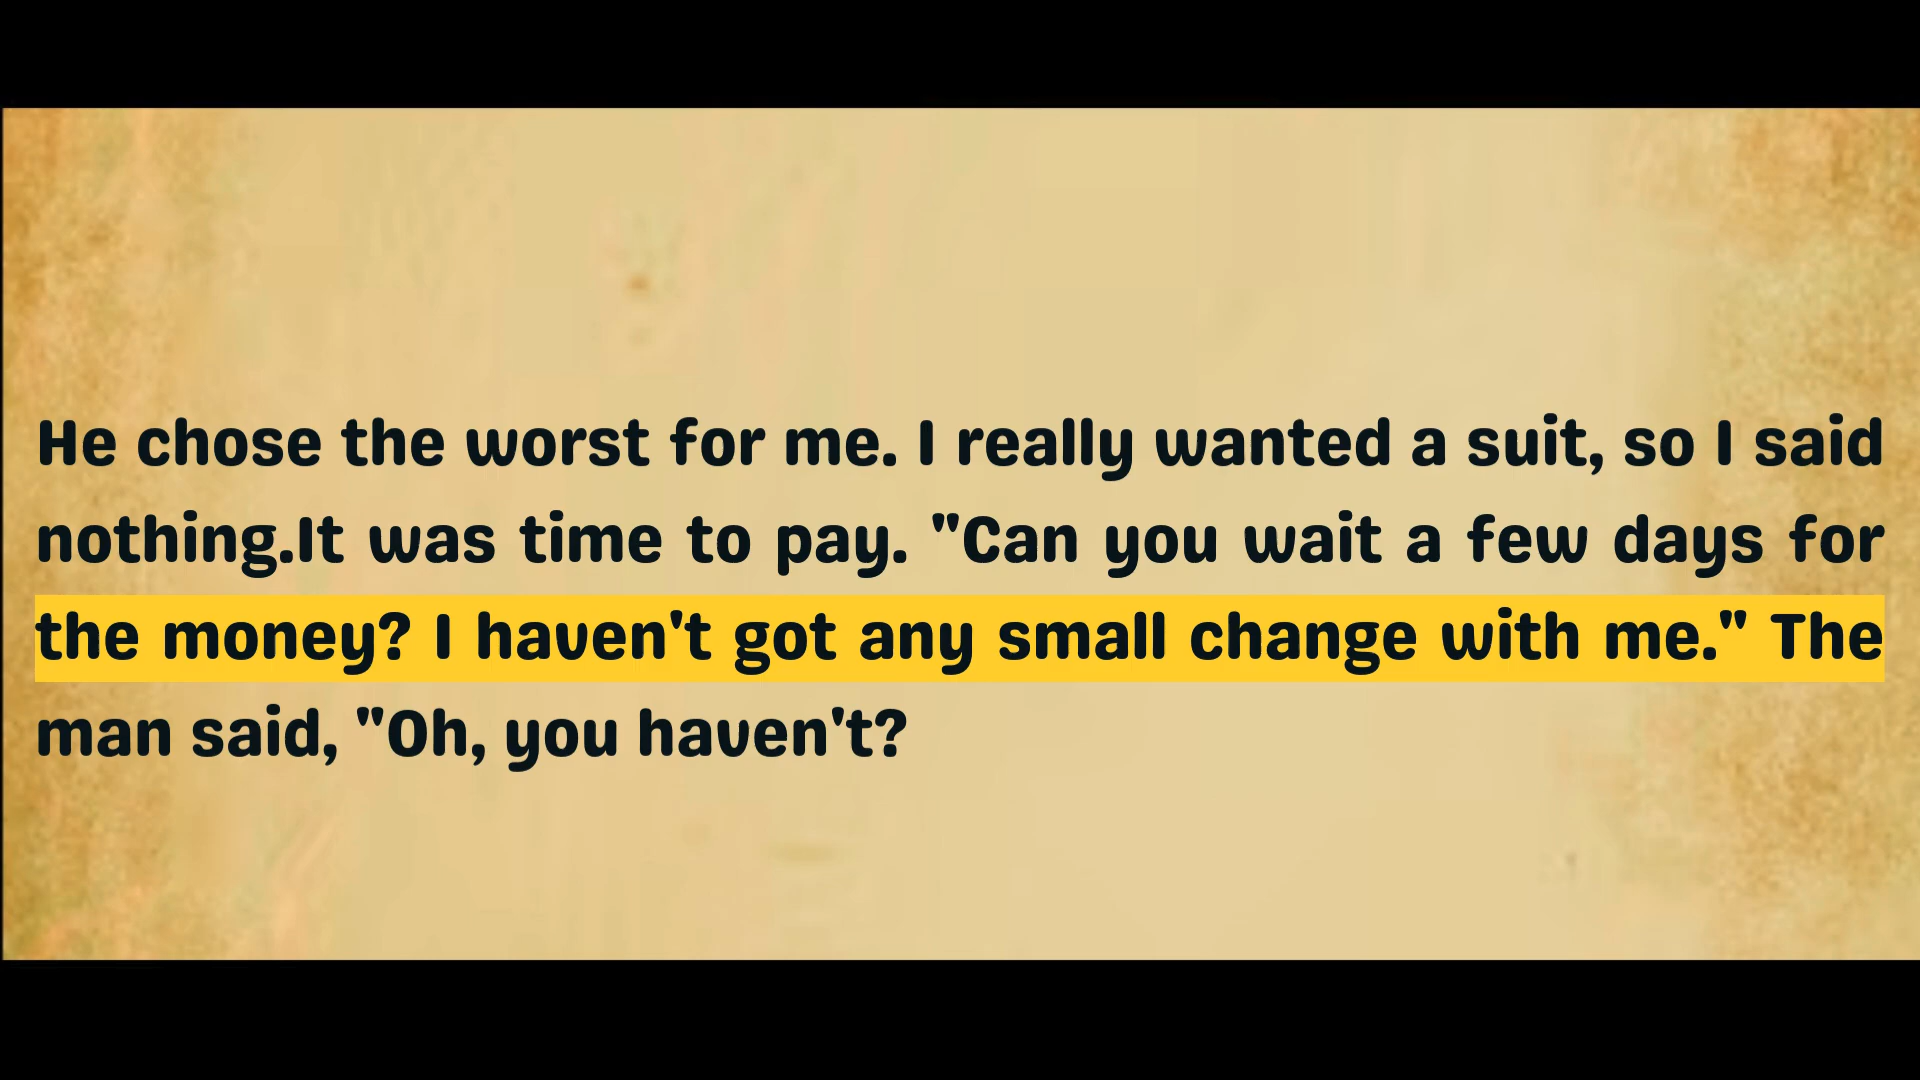 He chose the worst for me. I really wanted a suit, so I said
nothing.It was time to pay. "Can you wait a few days for
the money? I haven't got any small change with me." The
man said, "Oh, you haven't?